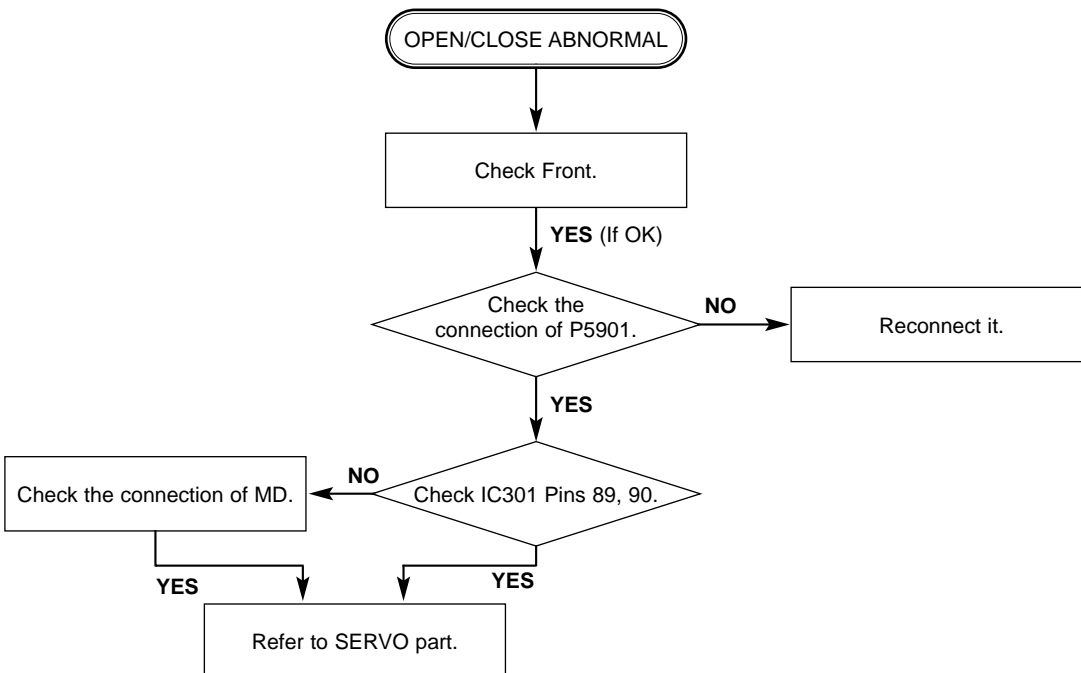 OPEN/CLOSE ABNORMAL
Check Front.
YES (If OK)
Check the
connection of P5901.
NO
Reconnect it.
YES
Check the connection of MD.
NO
Check IC301 Pins 89, 90.
YES
YES
Refer to SERVO part.